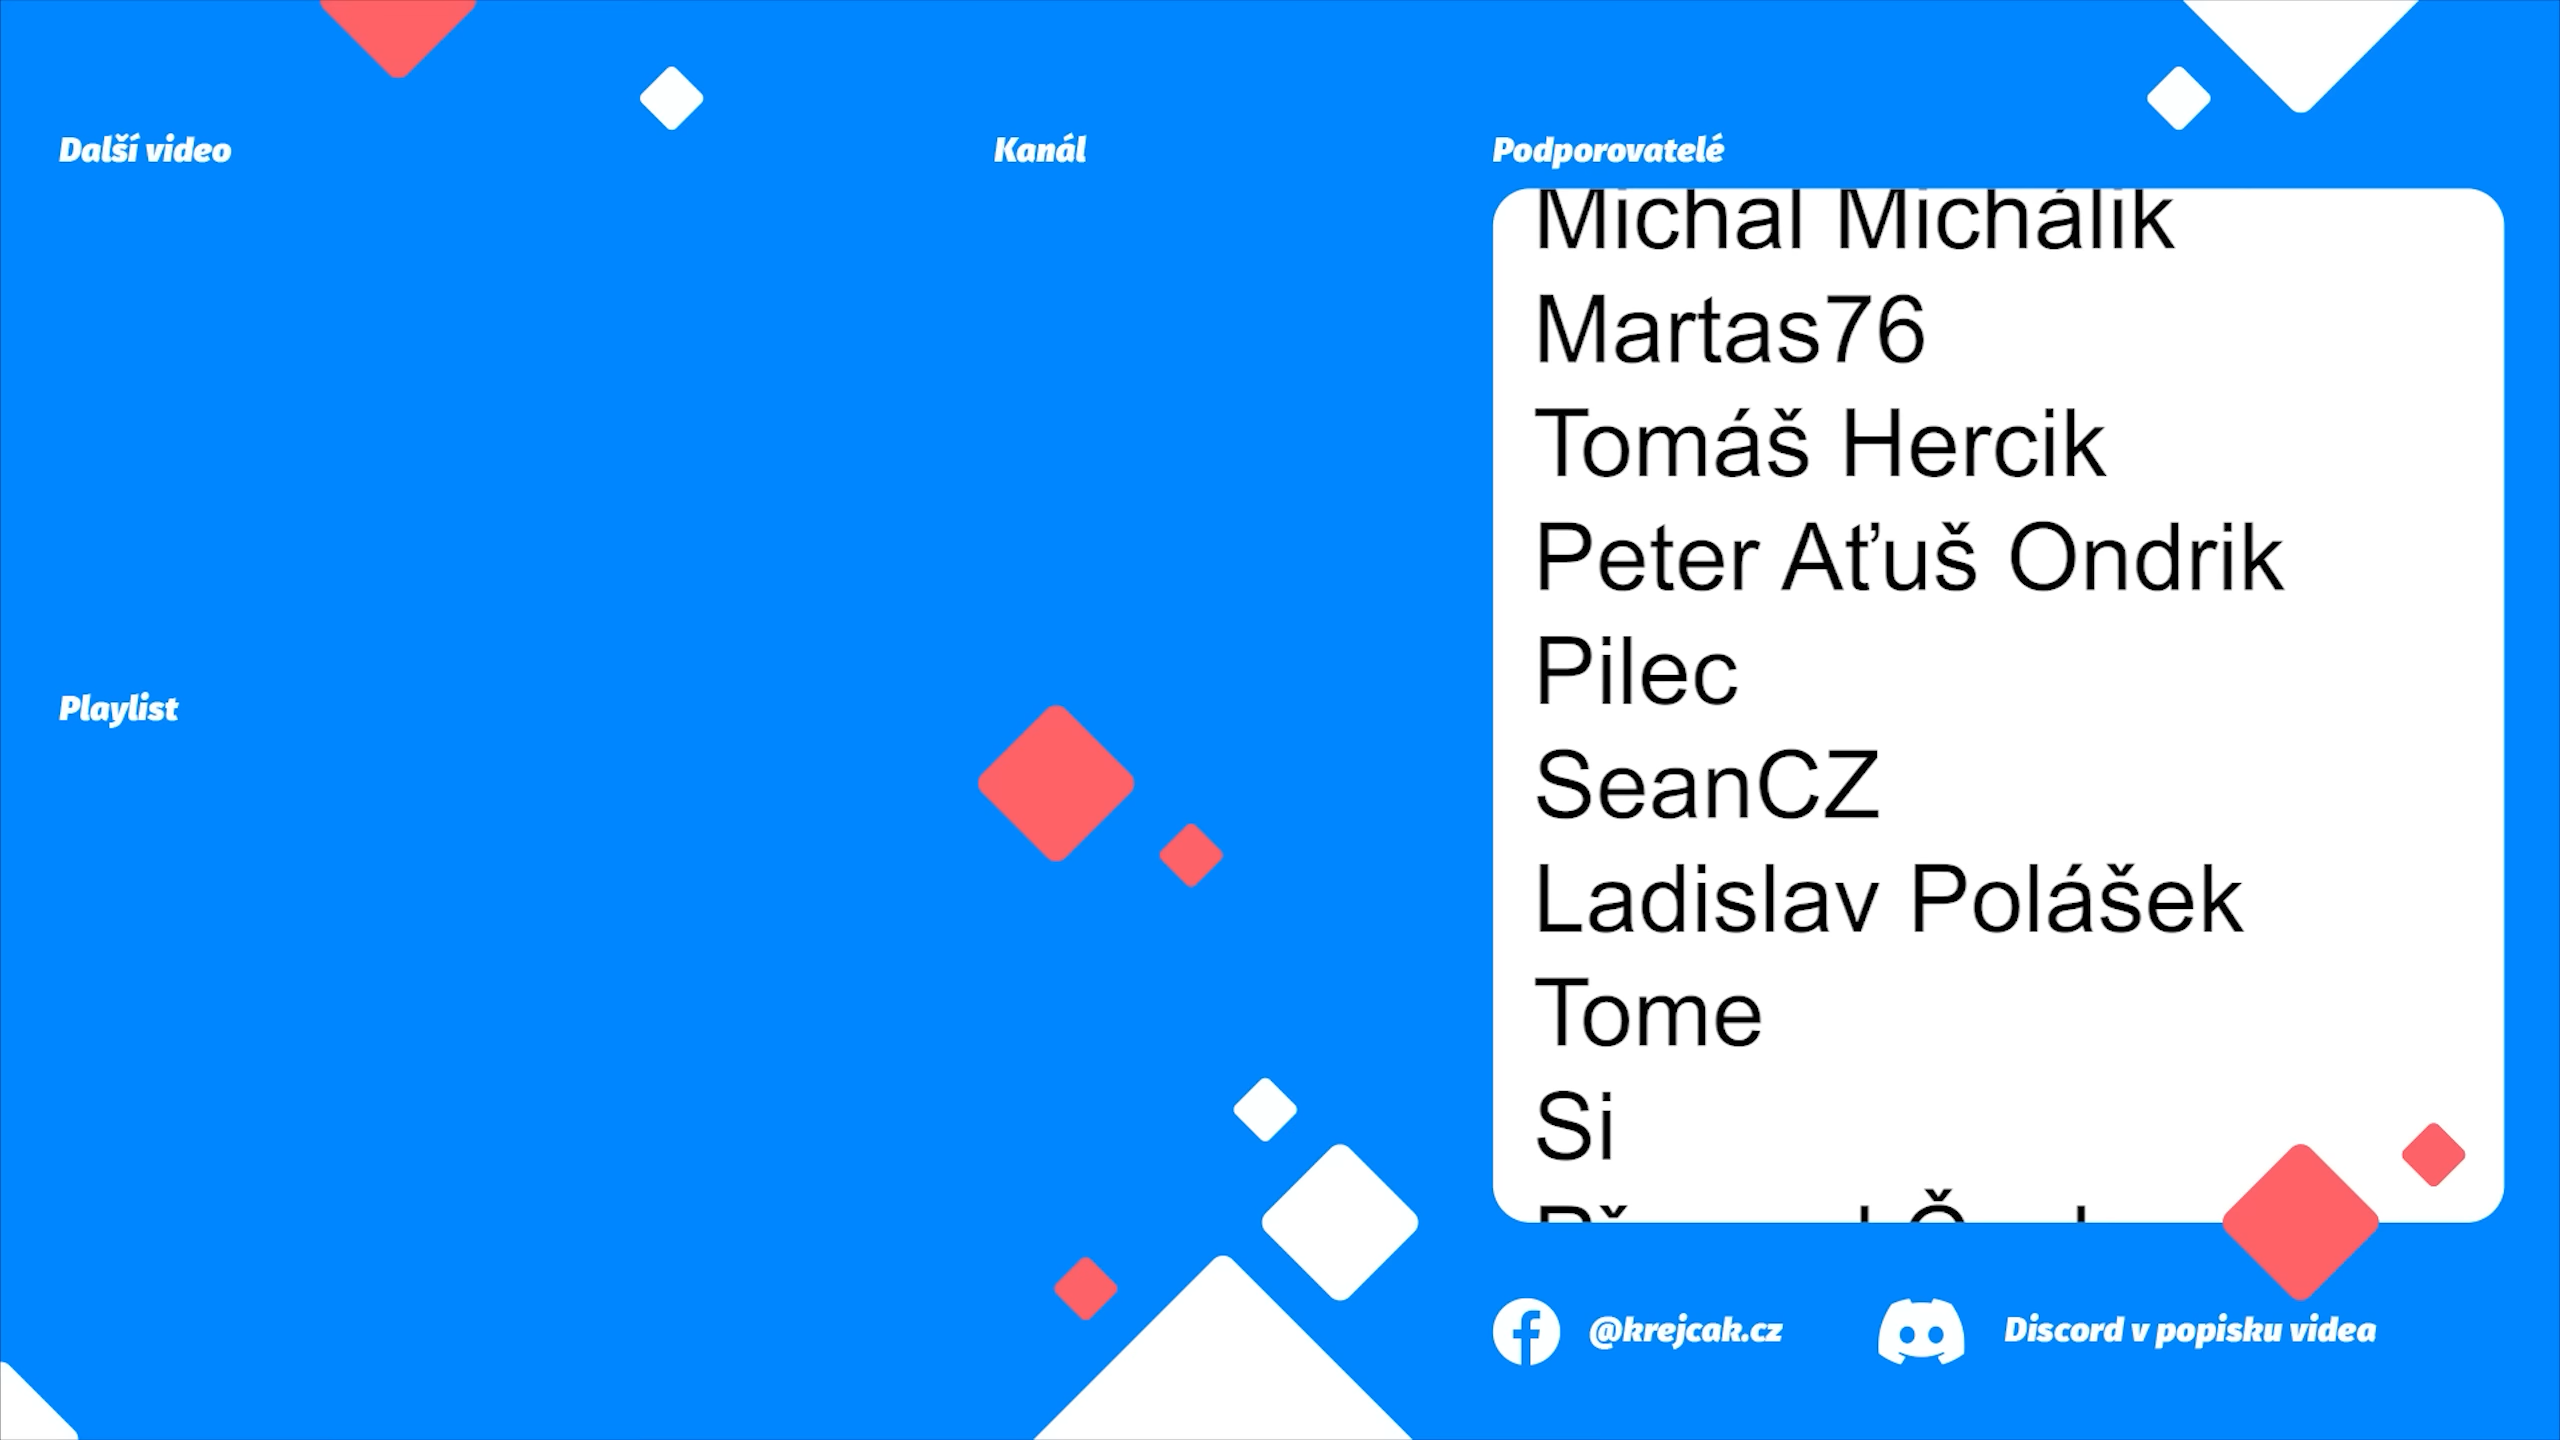 Další video
Kanál
Playlist
Podporovatelé
Michal Michálik
Martas76
Tomáš Hercik
Peter Aťuš Ondrik
Pilec
SeanCZ
Ladislav Polášek
Tome
Si
@krejcak.cz
Discord v popisku videa